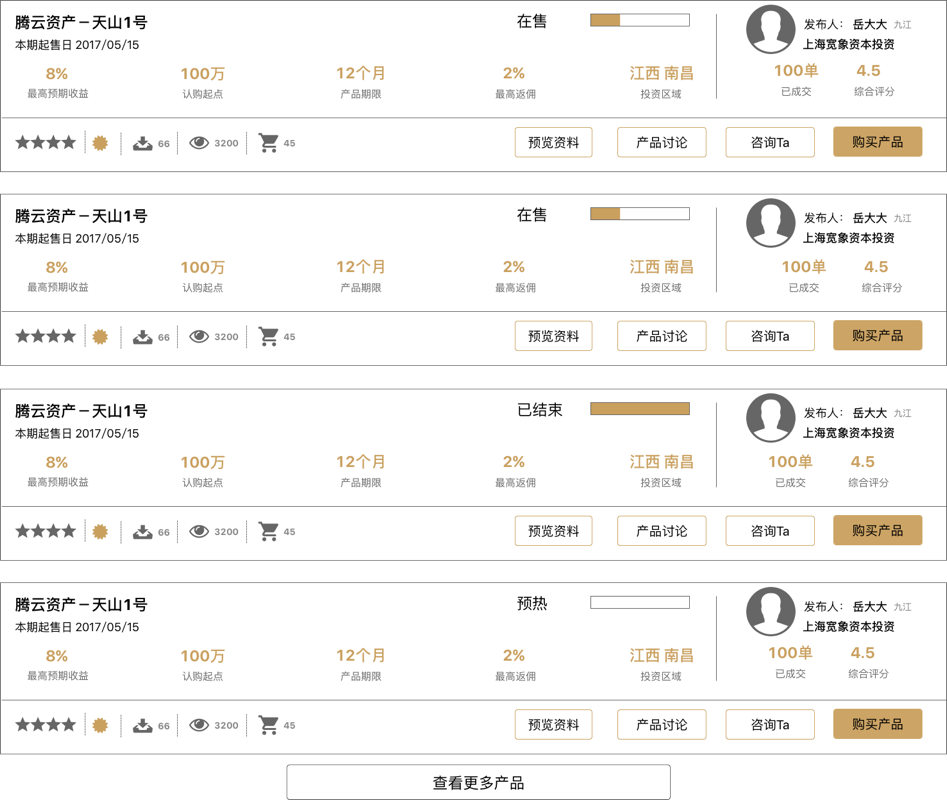 腾云资产－天山1号 在售 发布人： 岳大大 九江
本期起售日 2017/05/15 上海宽象资本投资
8% 100万 12个月 2% 江西 南昌 100单 4.5
最高预期收益 认购起点 产品期限 最高返佣 投资区域 已成交 综合评分
66 3200 45 预览资料 产品讨论 咨询Ta 购买产品
腾云资产－天山1号 在售 发布人： 岳大大 九江
本期起售日 2017/05/15 上海宽象资本投资
8% 100万 12个月 2% 江西 南昌 100单 4.5
最高预期收益 认购起点 产品期限 最高返佣 投资区域 已成交 综合评分
66 3200 45 预览资料 产品讨论 咨询Ta 购买产品
腾云资产－天山1号 已结束 发布人： 岳大大 九江
本期起售日 2017/05/15 上海宽象资本投资
8% 100万 12个月 2% 江西 南昌 100单 4.5
最高预期收益 认购起点 产品期限 最高返佣 投资区域 已成交 综合评分
66 3200 45 预览资料 产品讨论 咨询Ta 购买产品
腾云资产－天山1号 预热 发布人： 岳大大 九江
本期起售日 2017/05/15 上海宽象资本投资
8% 100万 12个月 2% 江西 南昌 100单 4.5
最高预期收益 认购起点 产品期限 最高返佣 投资区域 已成交 综合评分
66 3200 45 预览资料 产品讨论 咨询Ta 购买产品
查看更多产品